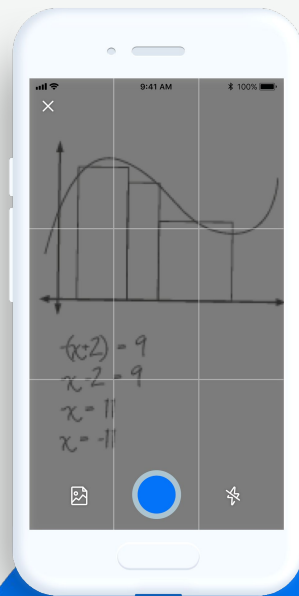 9:41 AM 100%
-(x+2) = 9
x-2 = 9
x = 11
x = -11